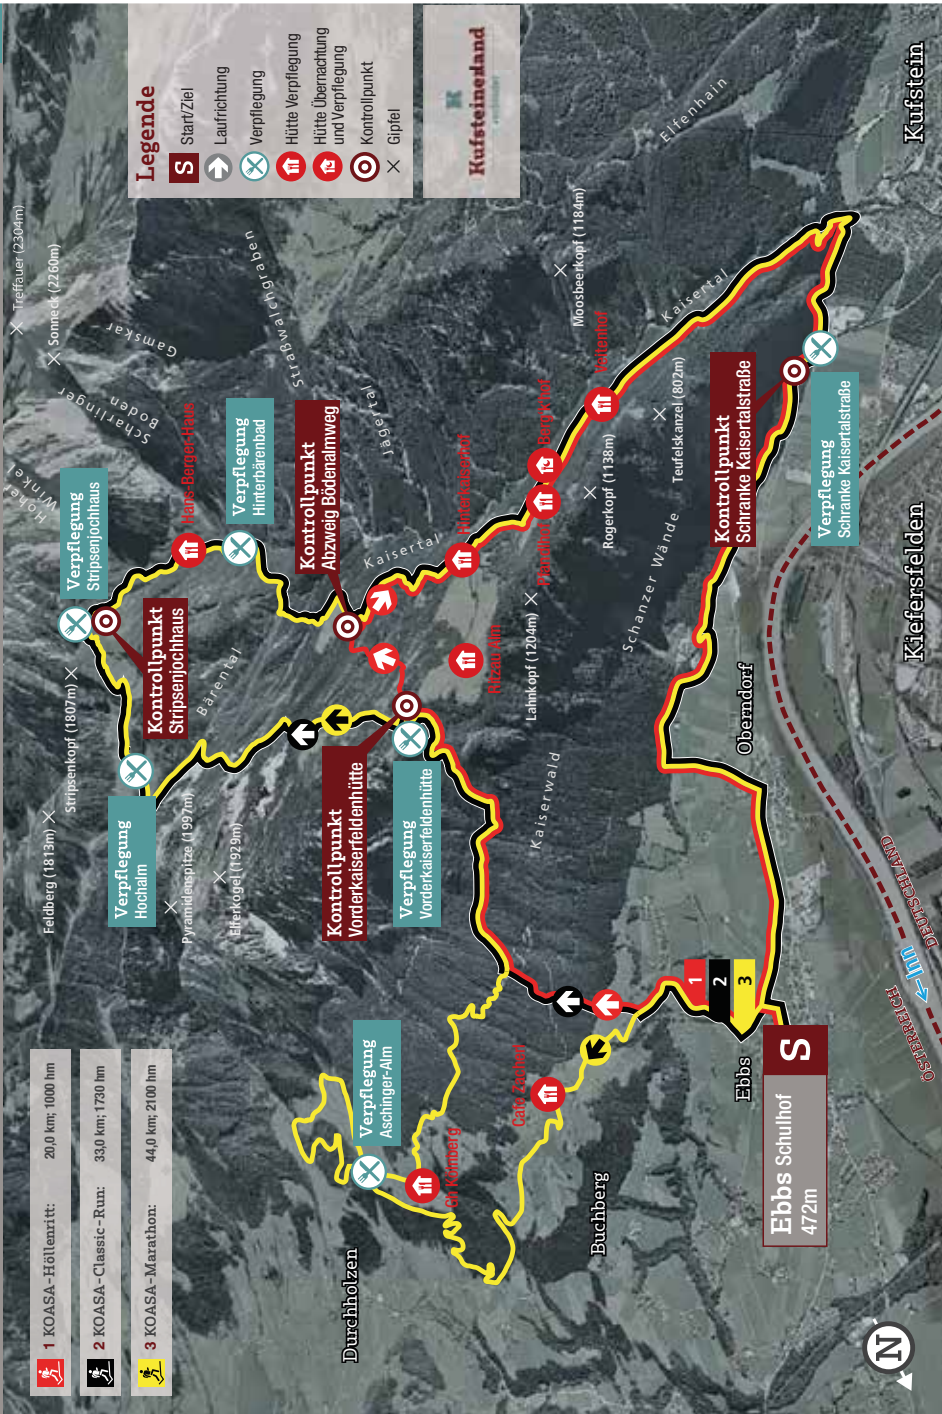 1 KOASA-Höllenritt: 20,0 km; 1000 hm
2 KOASA-Classic-Run: 33,0 km; 1730 hm
3 KOASA-Marathon: 44,0 km; 2100 hm
Legende
S Start/Ziel
Laufrichtung
Verpflegung
Hütte Verpflegung
Hütte Übernachtung
und Verpflegung
Kontrollpunkt
Gipfel
Kufsteinerland
Treffauer (2304m)
Sonneck (2260m)
Gamskar
Scharlinger
Boden
Hoher
Winkel
Straßwalchgraben
Jägertal
Elfenhain
Moosbeerkopf (1184m)
Feldberg (1813m)
Stripsenkopf (1807m)
Verpflegung
Stripsenjochhaus
Kontrollpunkt
Stripsenjochhaus
Hans-Berger-Haus
Verpflegung
Hinterbärenbad
Kontrollpunkt
Abzweig Bödenalmweg
Verpflegung
Hochalm
Pyramidenspitze (1997m)
Elferkogel (1929m)
Bärental
Kontrollpunkt
Vorderkaiserfeldenhütte
Verpflegung
Vorderkaiserfeldenhütte
Kaisertal
Hinterkaiserhof
Ritzau Alm
Pfandlhof
Berg'k'hof
Veitenhof
Kaisertal
Lahnkopf (1204m)
Rogerkopf (1138m)
Teufelskanzel (802m)
Schanzer Wände
Kaiserwald
Verpflegung
Aschinger-Alm
Gh Kölnberg
Cafe Zacherl
Durchholzen
Buchberg
Ebbs
1
2
3
S
Ebbs Schulhof
472m
Oberndorf
Kontrollpunkt
Schranke Kaisertalstraße
Verpflegung
Schranke Kaisertalstraße
Kufstein
Kiefersfelden
DEUTSCHLAND
Inn
ÖSTERREICH
N